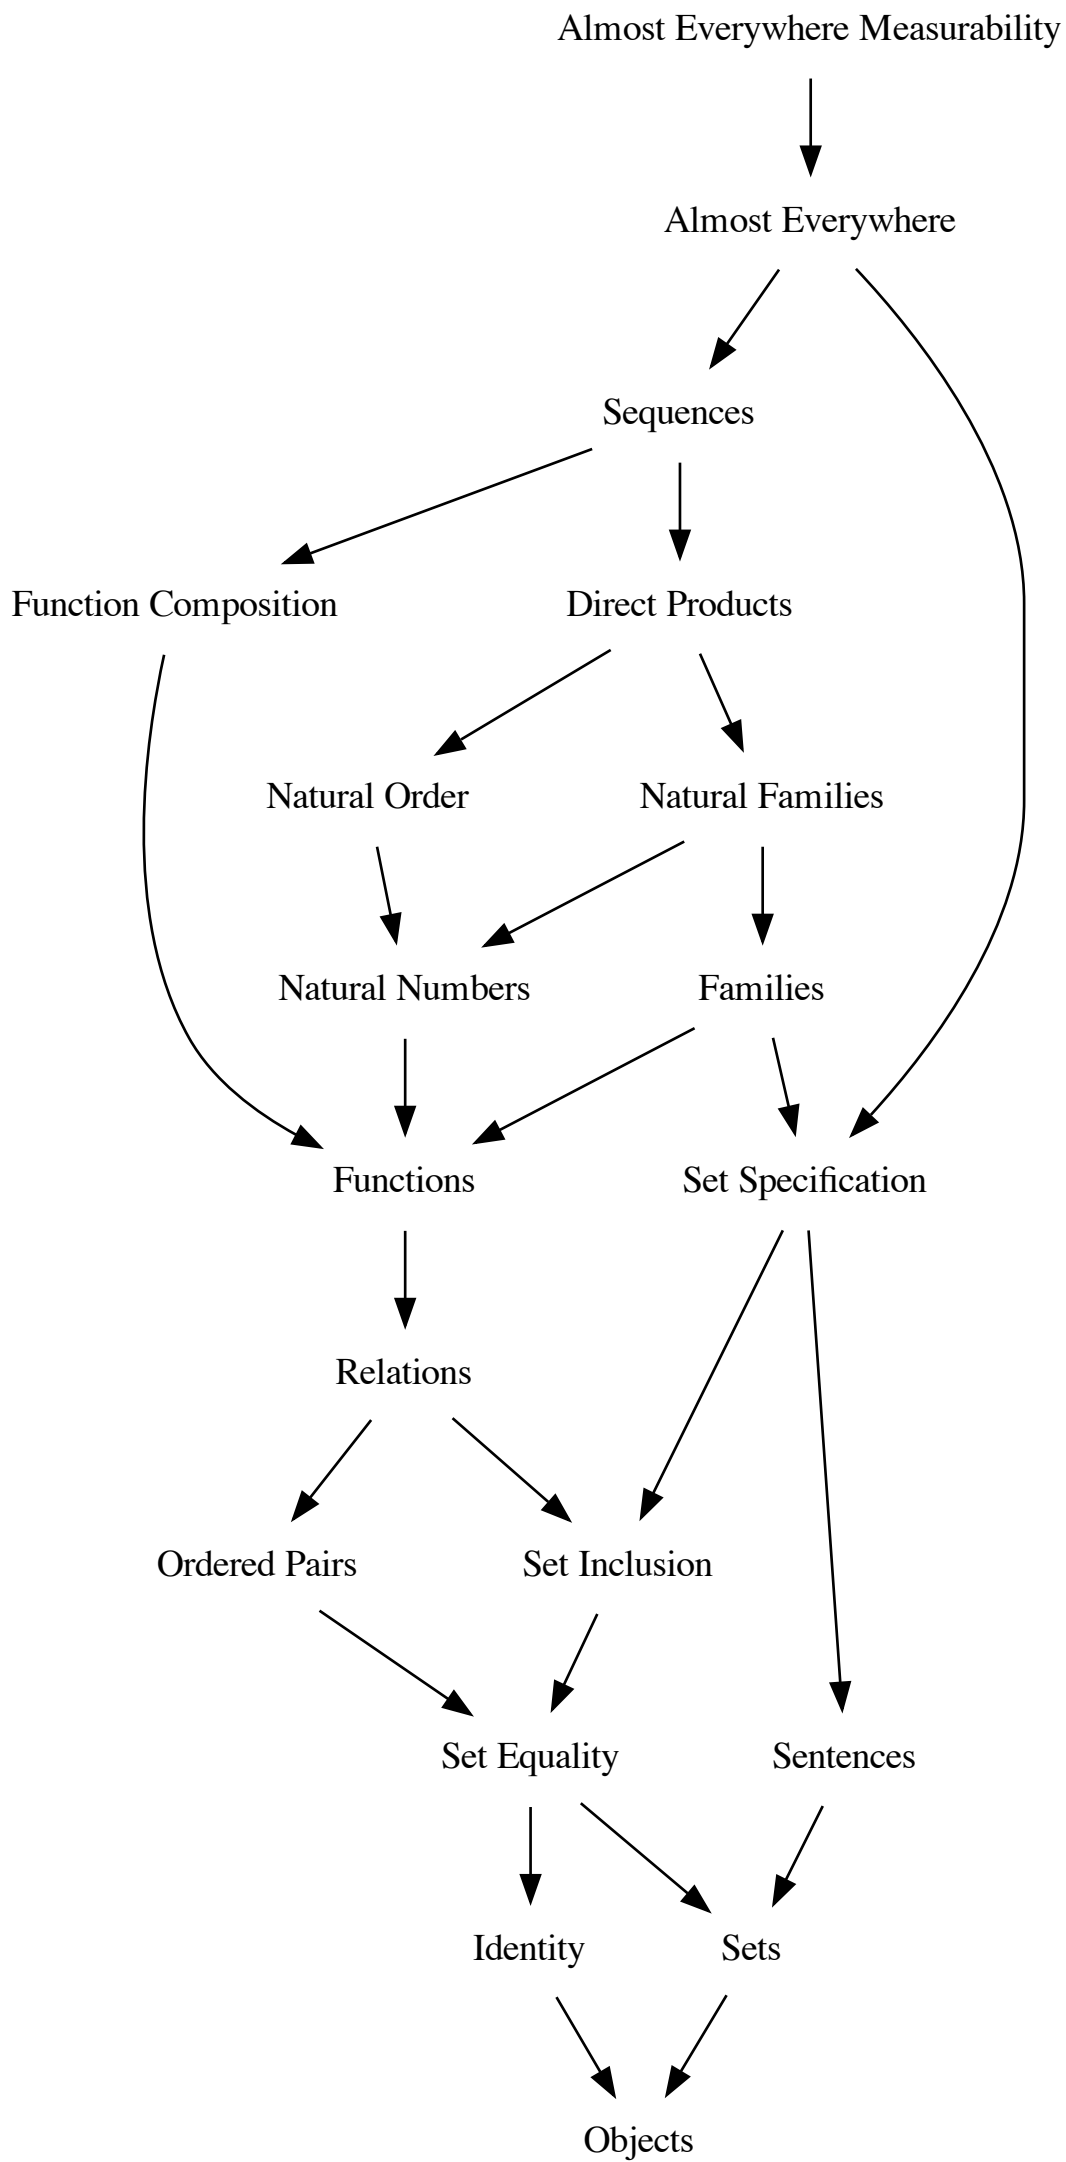 Almost Everywhere Measurability
Almost Everywhere
Sequences
Function Composition
Direct Products
Natural Order
Natural Families
Natural Numbers
Families
Functions
Set Specification
Relations
Ordered Pairs
Set Inclusion
Set Equality
Sentences
Identity
Sets
Objects